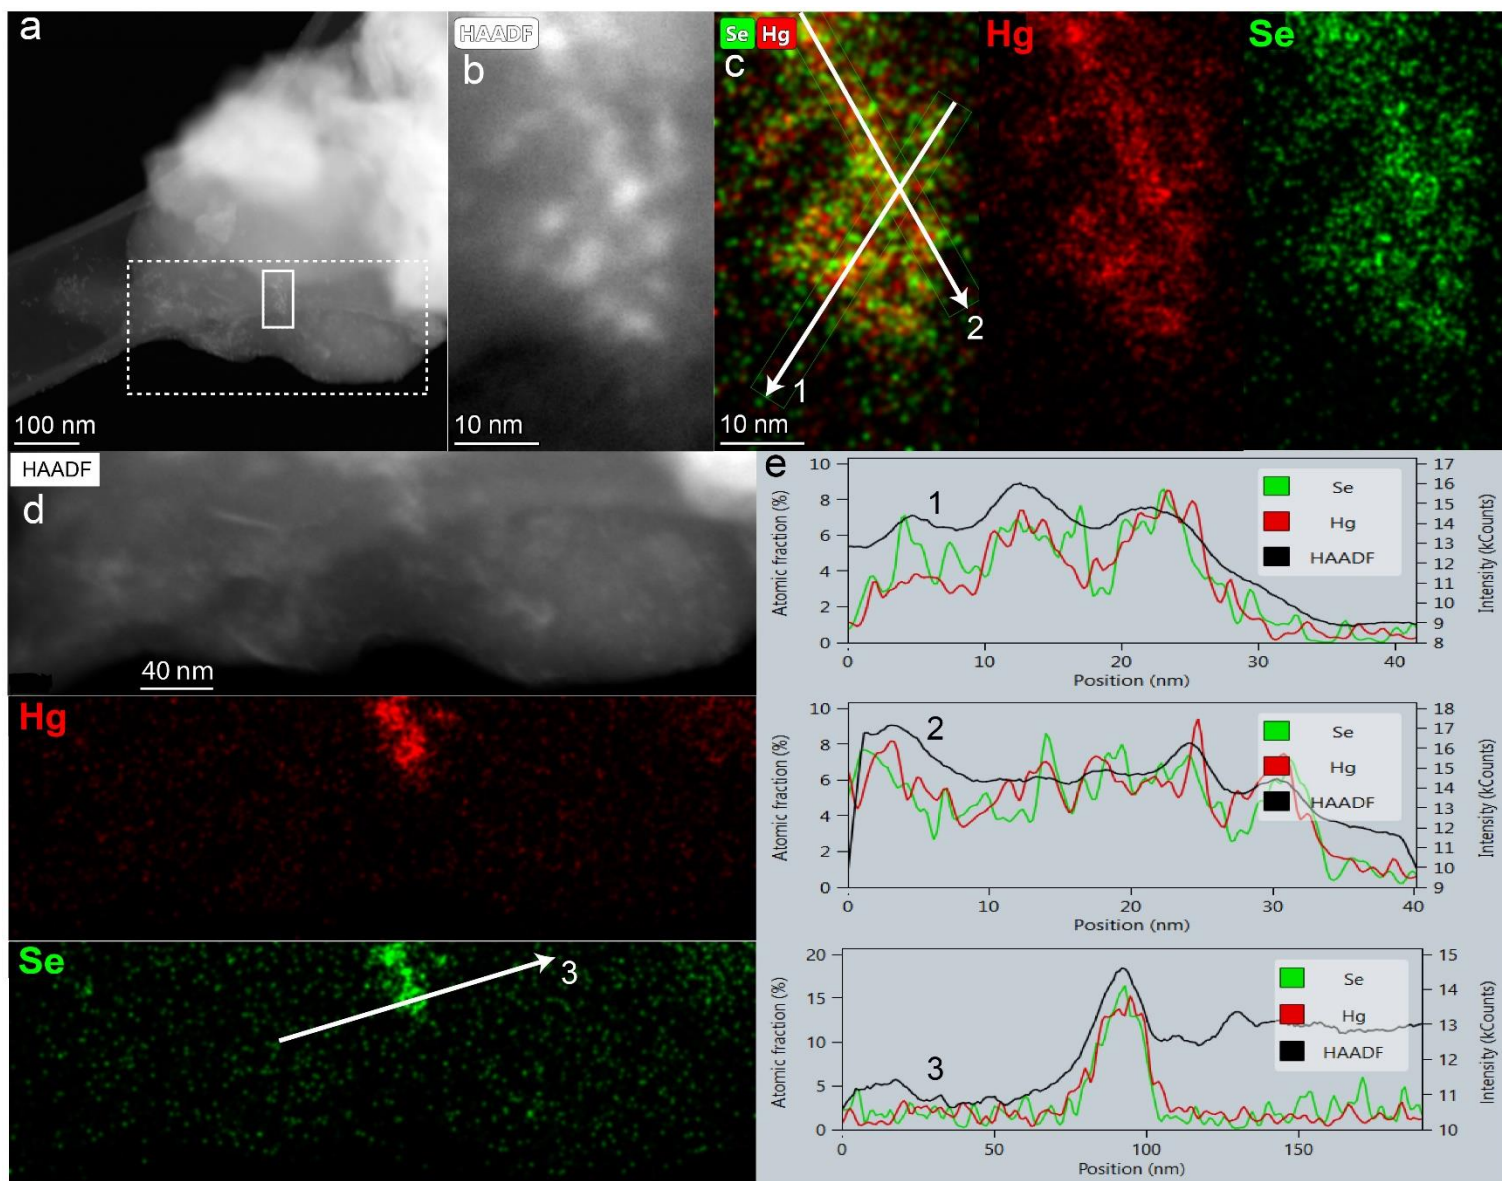 a
100 nm
HAADF
b
10 nm
Se Hg
c
1
2
10 nm
Hg
Se
HAADF
d
40 nm
Hg
Se
3
e
Atomic fraction (%)
10
8
6
4
2
0
1
Se
Hg
HAADF
17
16
15
14
13
12
11
10
9
8
Intensity (kCounts)
0 10 20 30 40
Position (nm)
Atomic fraction (%)
10
8
6
4
2
0
2
Se
Hg
HAADF
18
17
16
15
14
13
12
11
10
9
Intensity (kCounts)
0 10 20 30 40
Position (nm)
Atomic fraction (%)
20
15
10
5
0
3
Se
Hg
HAADF
15
14
13
12
11
10
Intensity (kCounts)
0 50 100 150
Position (nm)